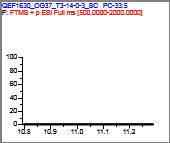 QEF1630_OG37_T3-14-0-3_SC PC-33:5
F: FTMS + p ESI Full ms [500.0000-2000.0000]
100
80
60
40
20
0
10.8 10.9 11.0 11.1 11.2